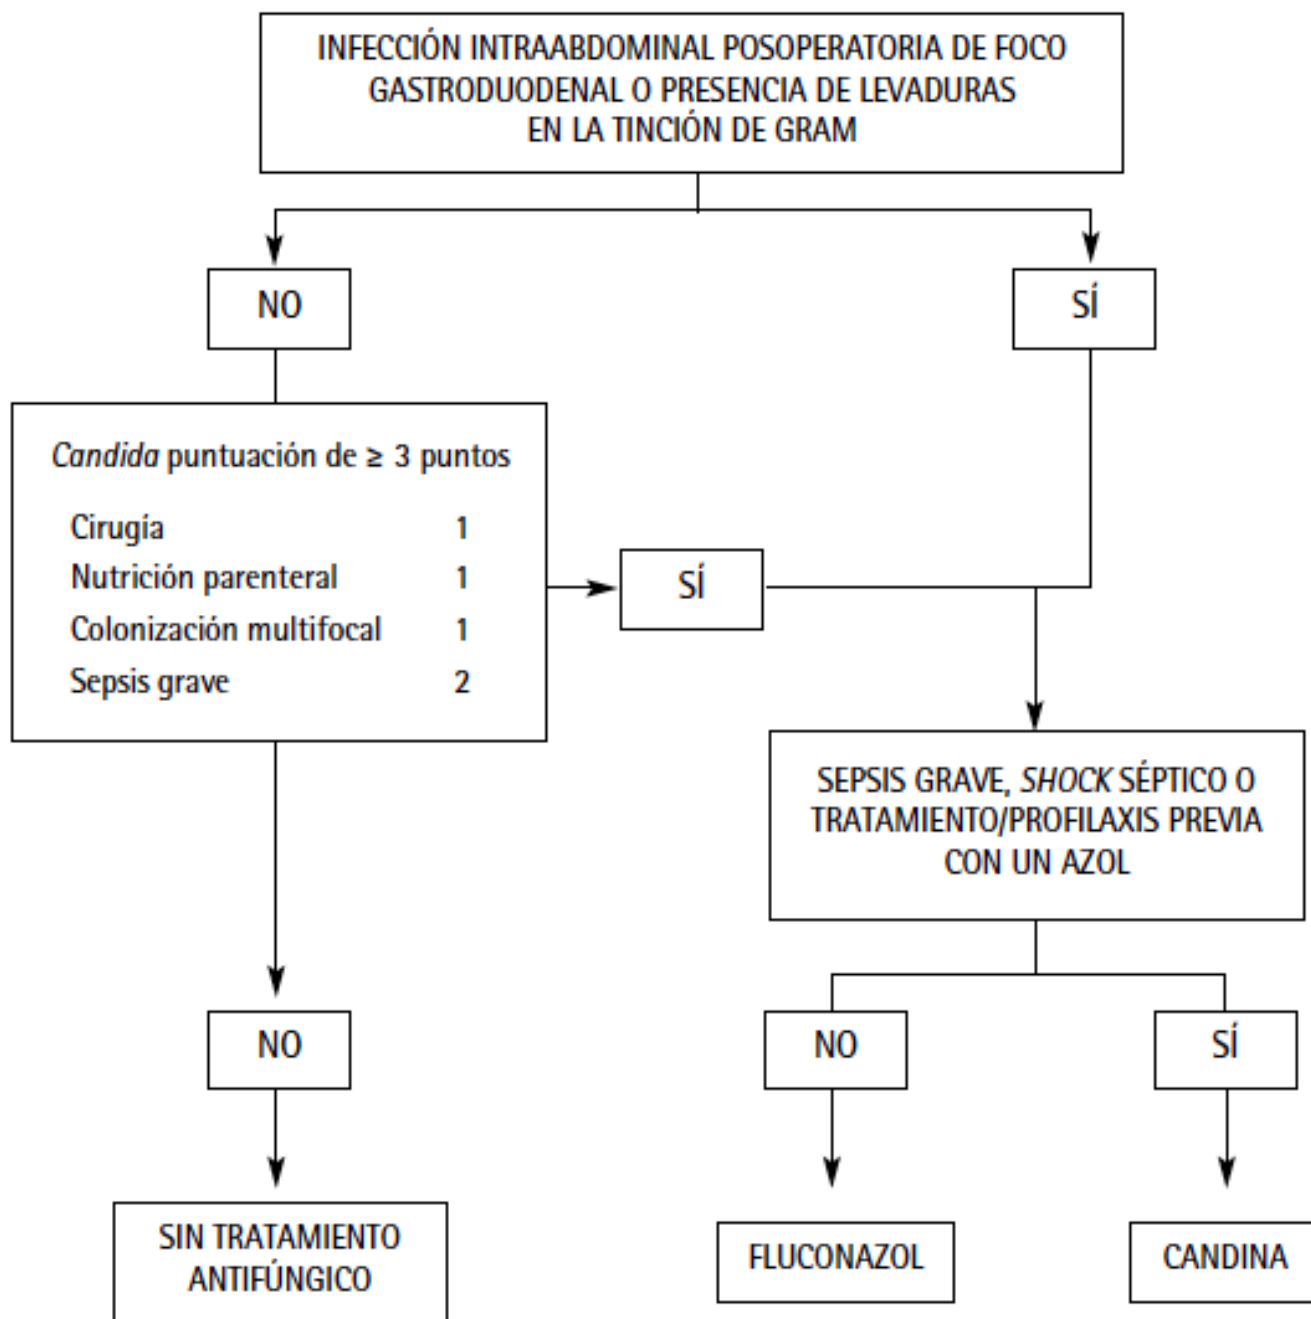 INFECCIÓN INTRAABDOMINAL POSOPERATORIA DE FOCO
GASTRODUODENAL O PRESENCIA DE LEVADURAS
EN LA TINCIÓN DE GRAM
NO
SÍ
Candida puntuación de ≥ 3 puntos
Cirugía 1
Nutrición parenteral 1
Colonización multifocal 1
Sepsis grave 2
SÍ
SEPSIS GRAVE, SHOCK SÉPTICO O
TRATAMIENTO/PROFILAXIS PREVIA
CON UN AZOL
NO
NO
SÍ
SIN TRATAMIENTO
ANTIFÚNGICO
FLUCONAZOL
CANDINA